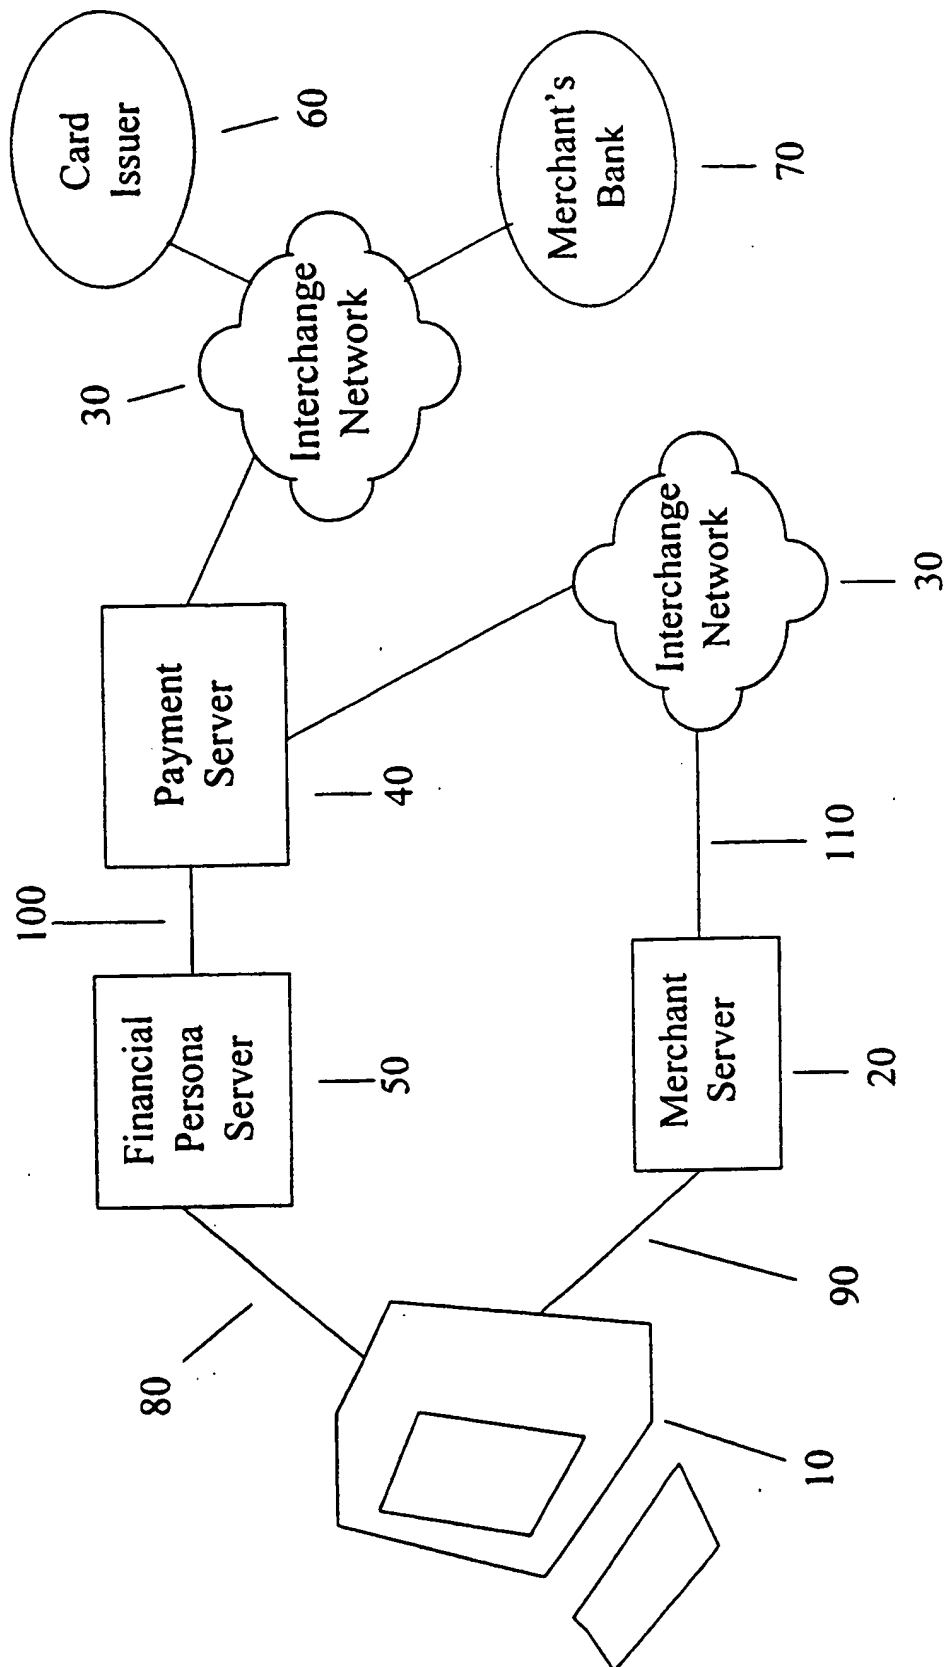 100
30
Card
Issuer
60
80
Financial
Persona
Server
50
Payment
Server
40
Interchange
Network
Merchant's
Bank
70
10
90
Merchant
Server
20
110
Interchange
Network
30